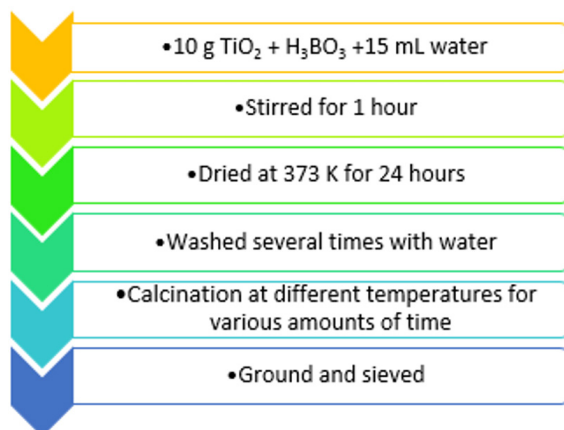 •10 g TiO₂ + H₃BO₃ +15 mL water
•Stirred for 1 hour
•Dried at 373 K for 24 hours
•Washed several times with water
•Calcination at different temperatures for
various amounts of time
•Ground and sieved